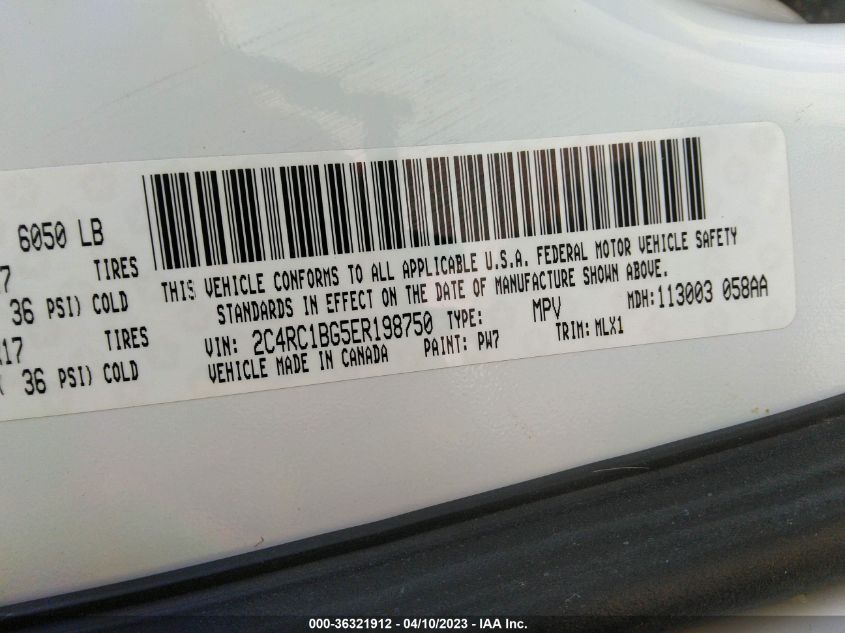 6050 LB
7 TIRES
36 PSI) COLD
17 TIRES
36 PSI) COLD
THIS VEHICLE CONFORMS TO ALL APPLICABLE U.S.A. FEDERAL MOTOR VEHICLE SAFETY
STANDARDS IN EFFECT ON THE DATE OF MANUFACTURE SHOWN ABOVE.
VIN: 2C4RC1BG5ER198750 TYPE: MPV MDH:113003 058AA
VEHICLE MADE IN CANADA PAINT: PW7 TRIM: MLX1
000-36321912 - 04/10/2023 - IAA Inc.